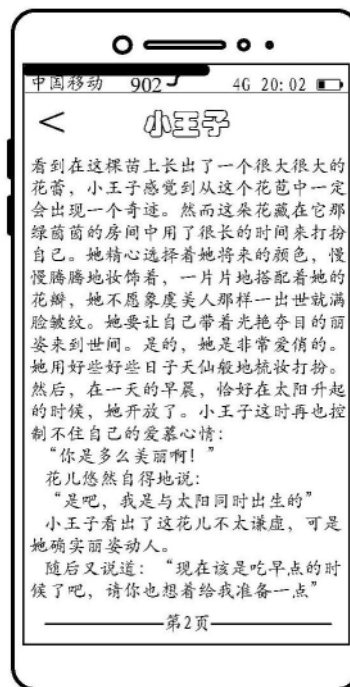 中国移动 902 4G 20:02
< 小王子
看到在这棵苗上长出了一个很大很大的
花蕾，小王子感觉到从这个花苞中一定
会出现一个奇迹。然而这朵花藏在它那
绿茵茵的房间中用了很长的时间来打扮
自己。她精心选择着她将来的颜色，慢
慢腾腾地妆饰着，一片片地搭配着她的
花瓣，她不愿象虞美人那样一出世就满
脸皱纹。她要让自己带着光艳夺目的丽
姿来到世间。是的，她是非常爱俏的。
她用好些好些日子天仙般地梳妆打扮。
然后，在一天的早晨，恰好在太阳升起
的时候，她开放了。小王子这时再也控
制不住自己的爱慕心情：
“你是多么美丽啊！”
花儿悠然自得地说：
“是吧，我是与太阳同时出生的”
小王子看出了这花儿不太谦虚，可是
她确实丽姿动人。
随后又说道：“现在该是吃早点的时
候了吧，请你也想着给我准备一点”
第2页